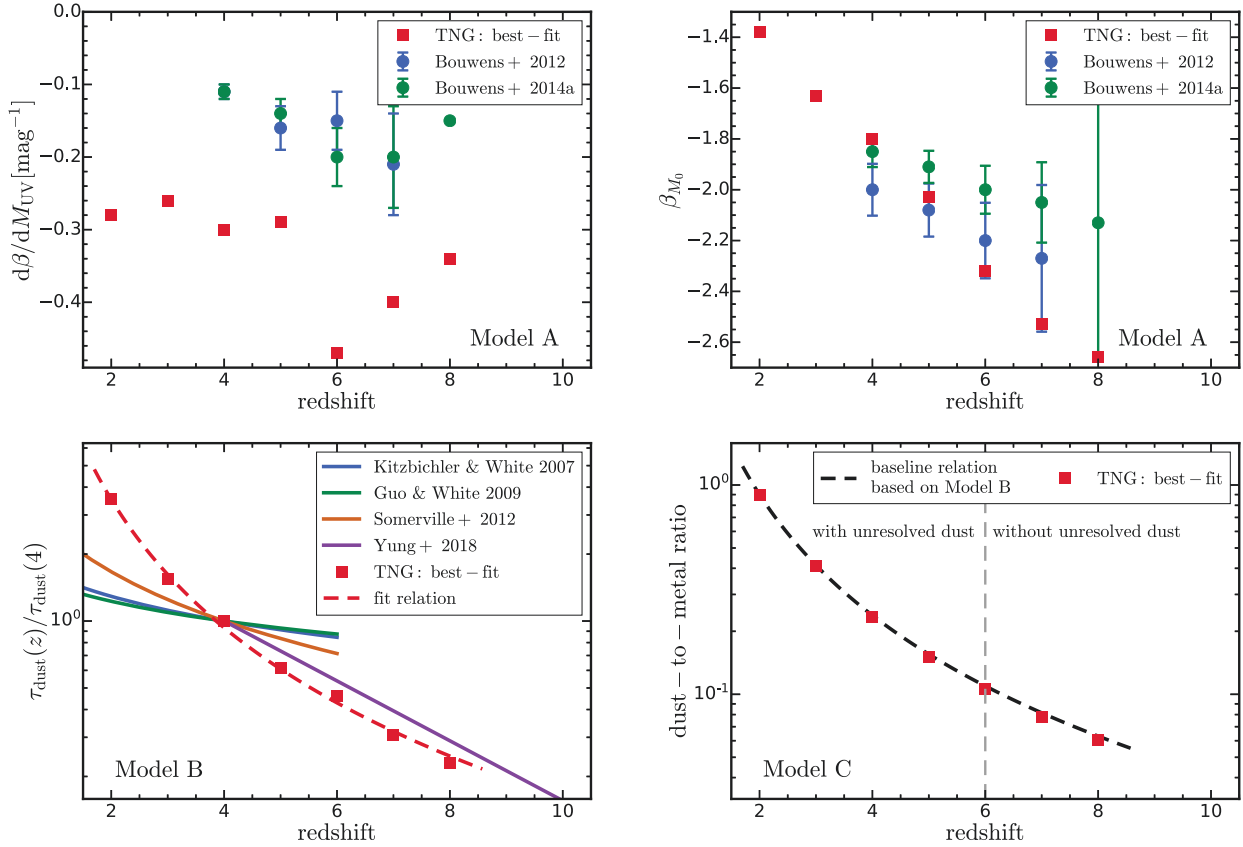 0.0
−0.1
−0.2
−0.3
−0.4
dβ/dM_UV [mag⁻¹]
TNG: best−fit
Bouwens+ 2012
Bouwens+ 2014a
Model A
2 4 6 8 10
redshift
−1.4
−1.6
−1.8
−2.0
−2.2
−2.4
−2.6
β_M₀
TNG: best−fit
Bouwens+ 2012
Bouwens+ 2014a
Model A
2 4 6 8 10
redshift
10⁰
τ_dust(z)/τ_dust(4)
Kitzbichler & White 2007
Guo & White 2009
Somerville+ 2012
Yung+ 2018
TNG: best−fit
fit relation
Model B
2 4 6 8 10
redshift
10⁰
10⁻¹
dust−to−metal ratio
baseline relation
based on Model B
TNG: best−fit
with unresolved dust
without unresolved dust
Model C
2 4 6 8 10
redshift